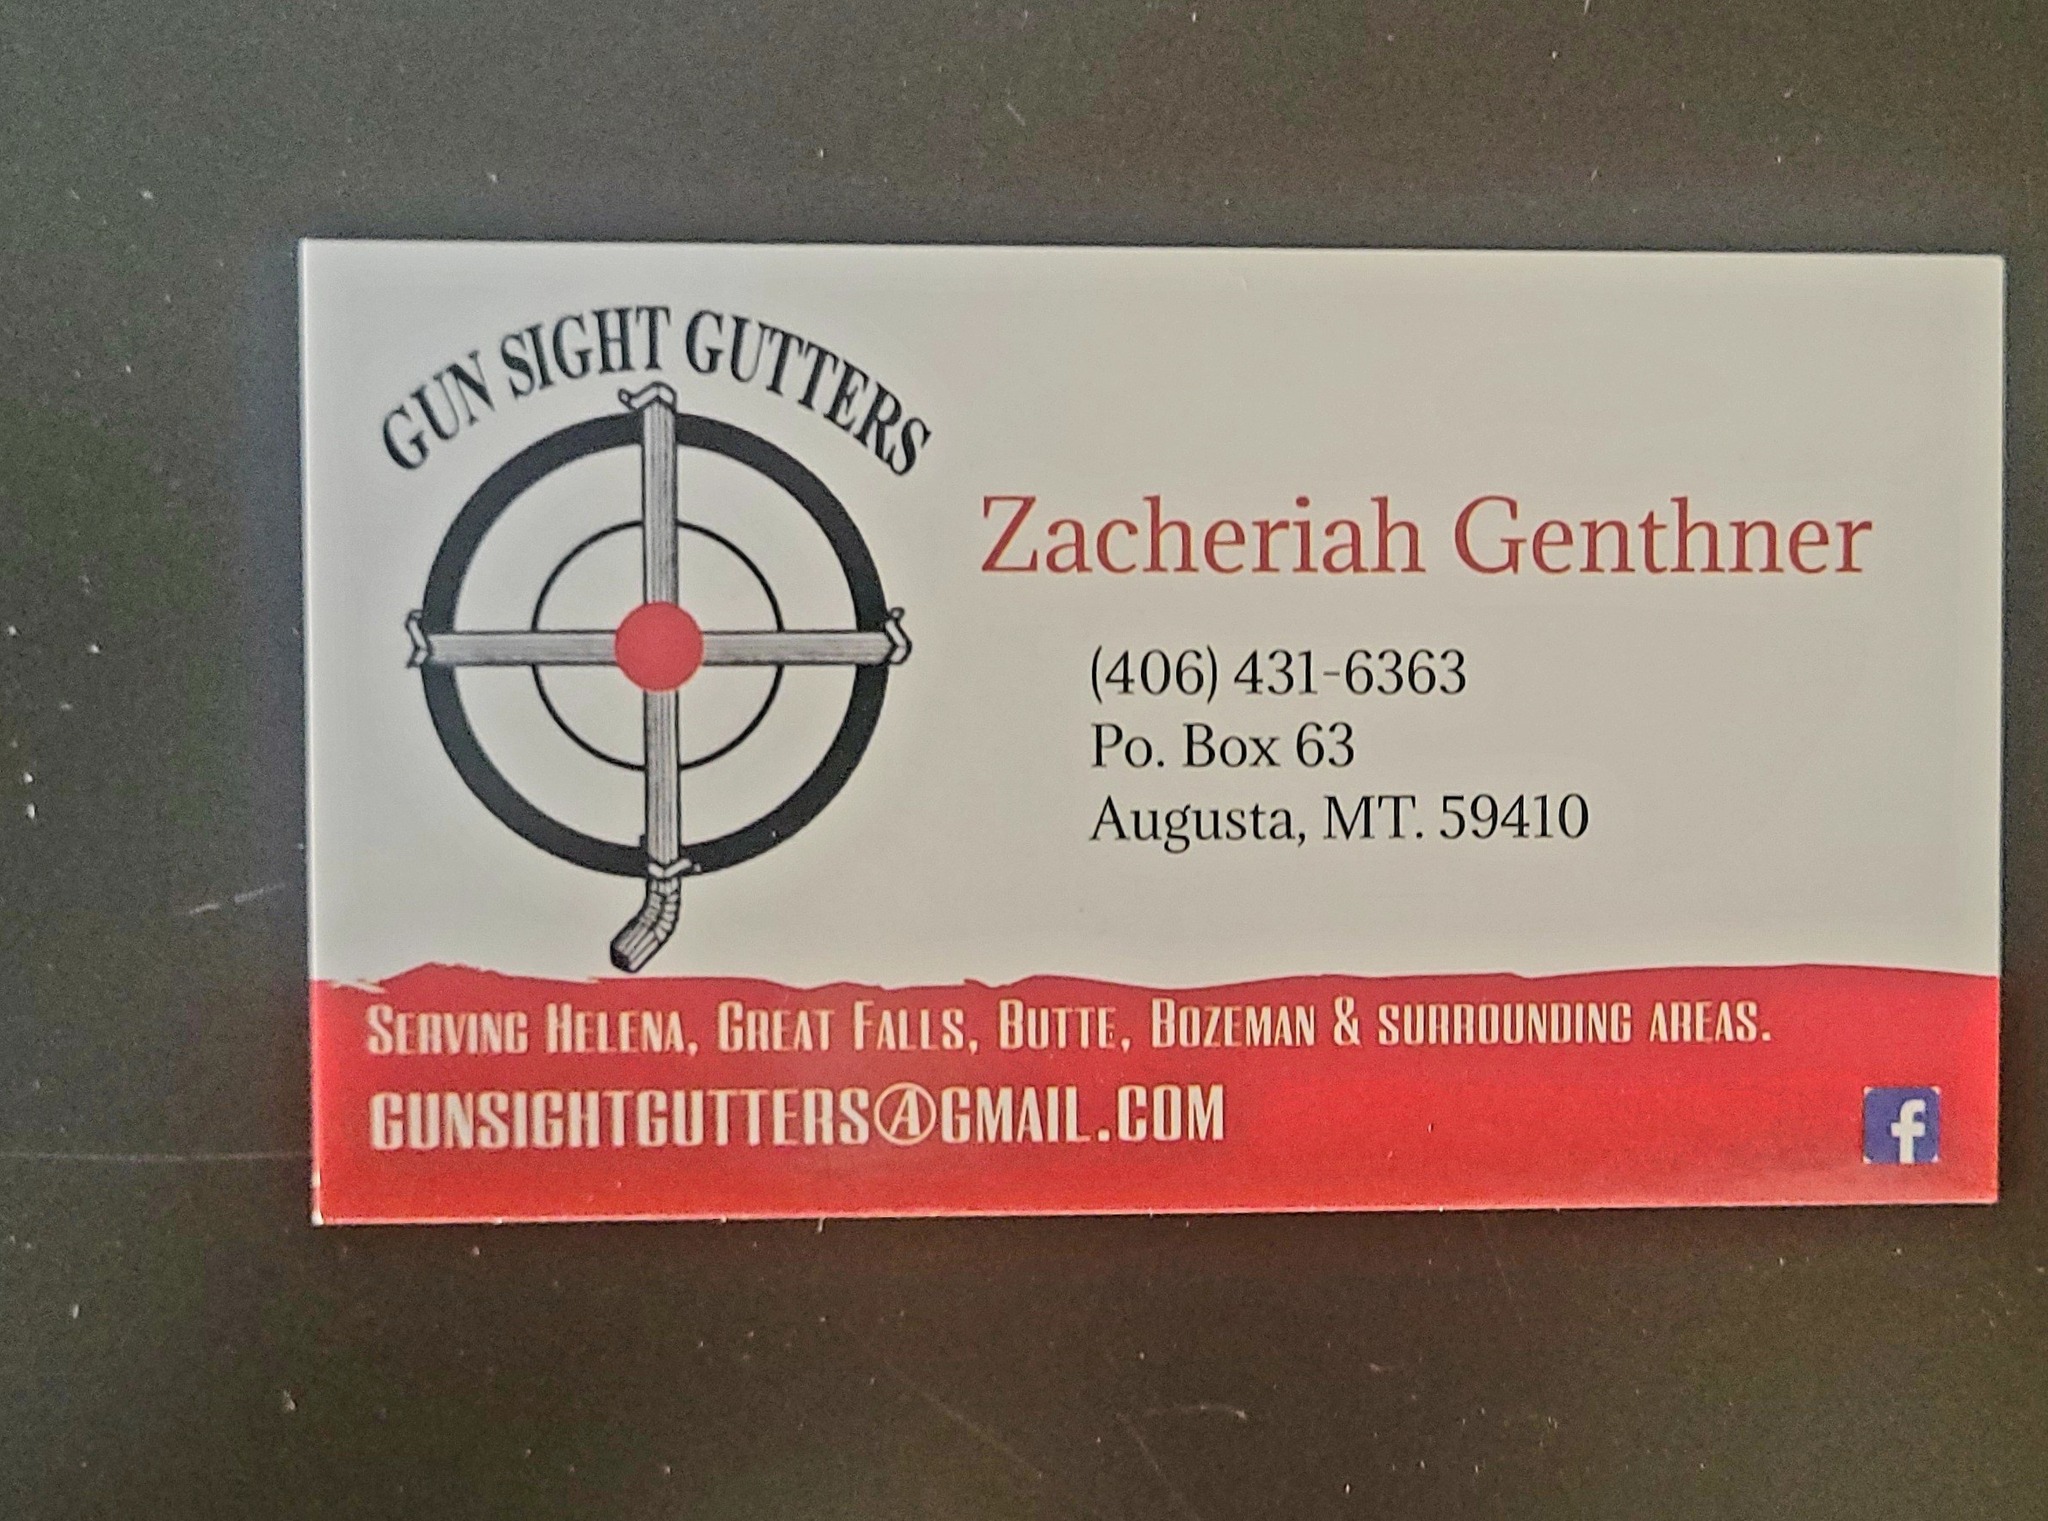 GUN SIGHT GUTTERS
Zacheriah Genthner
(406) 431-6363
Po. Box 63
Augusta, MT. 59410
SERVING HELENA, GREAT FALLS, BUTTE, BOZEMAN & SURROUNDING AREAS.
GUNSIGHTGUTTERS@GMAIL.COM
f